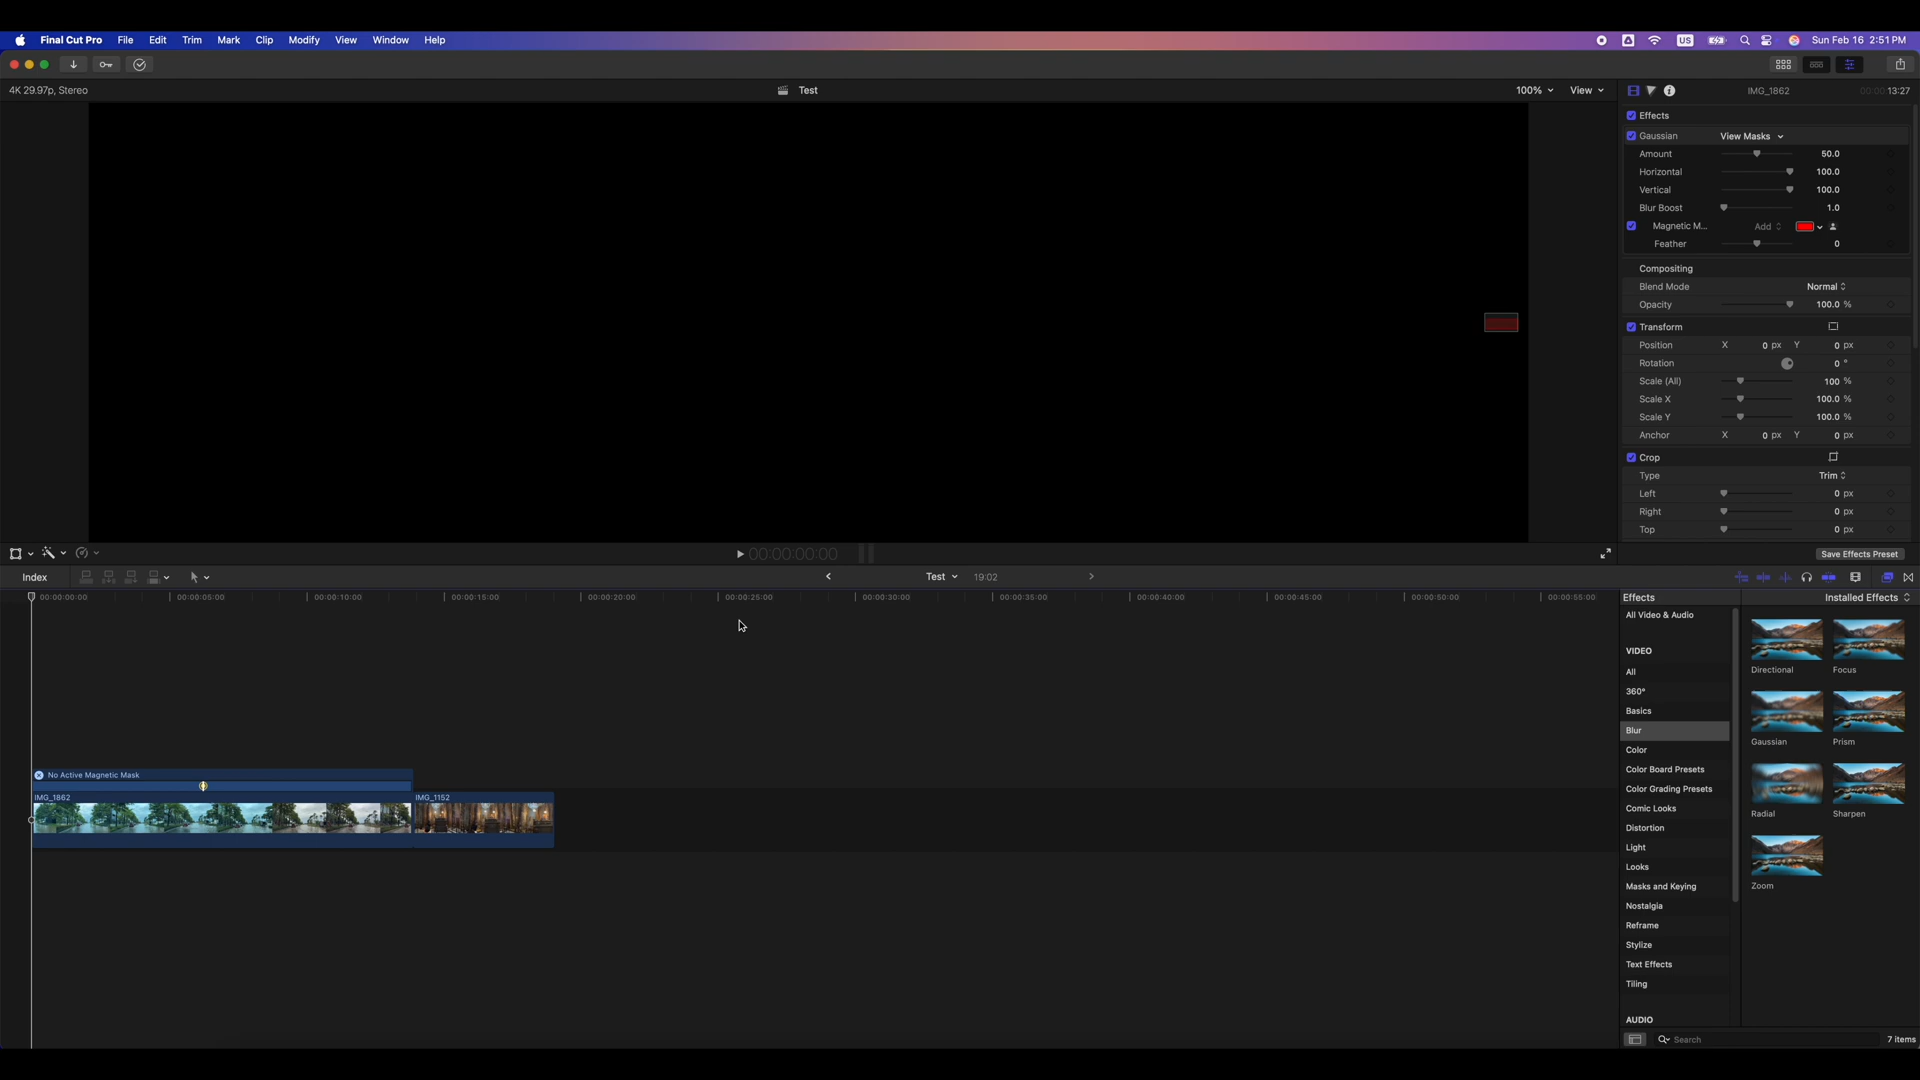 Final Cut Pro File Edit Trim Mark Clip Modify View Window Help US Sun Feb 16 2:51 PM
4K 29.97p, Stereo Test 100% View IMG_1862 00:00:13:27
Effects
Gaussian View Masks
Amount 50.0
Horizontal 100.0
Vertical 100.0
Blur Boost 1.0
Magnetic M... Add
Feather 0
Compositing
Blend Mode Normal
Opacity 100.0 %
Transform
Position X 0 px Y 0 px
Rotation 0 °
Scale (All) 100 %
Scale X 100.0 %
Scale Y 100.0 %
Anchor X 0 px Y 0 px
Crop
Type Trim
Left 0 px
Right 0 px
Top 0 px
00:00:00:00 Save Effects Preset
Index Test 19:02
00:00:00:00 00:00:05:00 00:00:10:00 00:00:15:00 00:00:20:00 00:00:25:00 00:00:30:00 00:00:35:00 00:00:40:00 00:00:45:00 00:00:50:00 00:00:55:00
No Active Magnetic Mask
IMG_1862 IMG_1152
Effects Installed Effects
All Video & Audio
VIDEO
All
360°
Basics
Blur
Color
Color Board Presets
Color Grading Presets
Comic Looks
Distortion
Light
Looks
Masks and Keying
Nostalgia
Reframe
Stylize
Text Effects
Tiling
AUDIO
Directional Focus
Gaussian Prism
Radial Sharpen
Zoom
Search 7 items